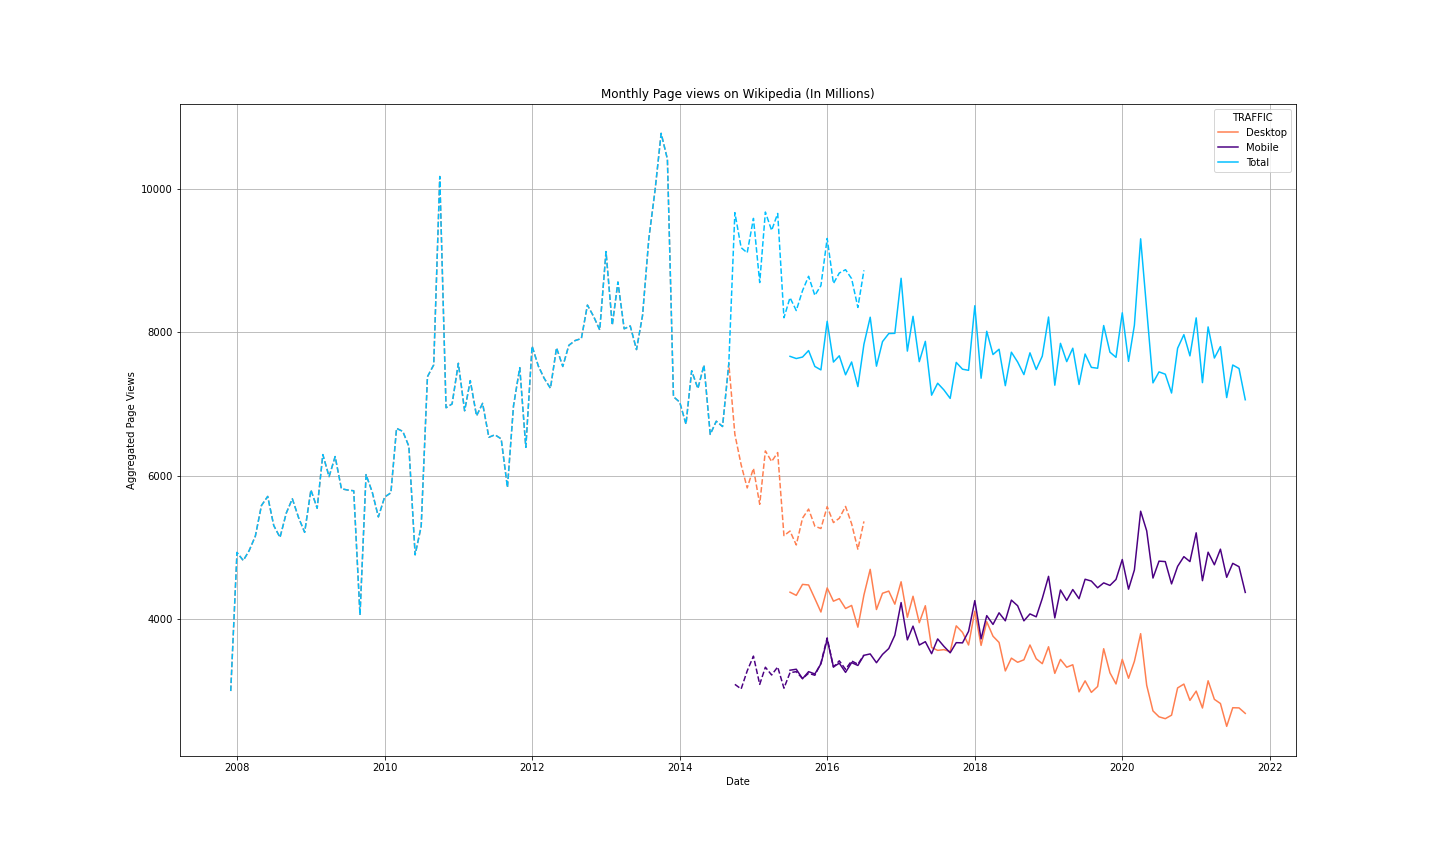 Monthly Page views on Wikipedia (In Millions)
TRAFFIC
Desktop
Mobile
Total
10000
8000
6000
4000
Aggregated Page Views
2008 2010 2012 2014 2016 2018 2020 2022
Date